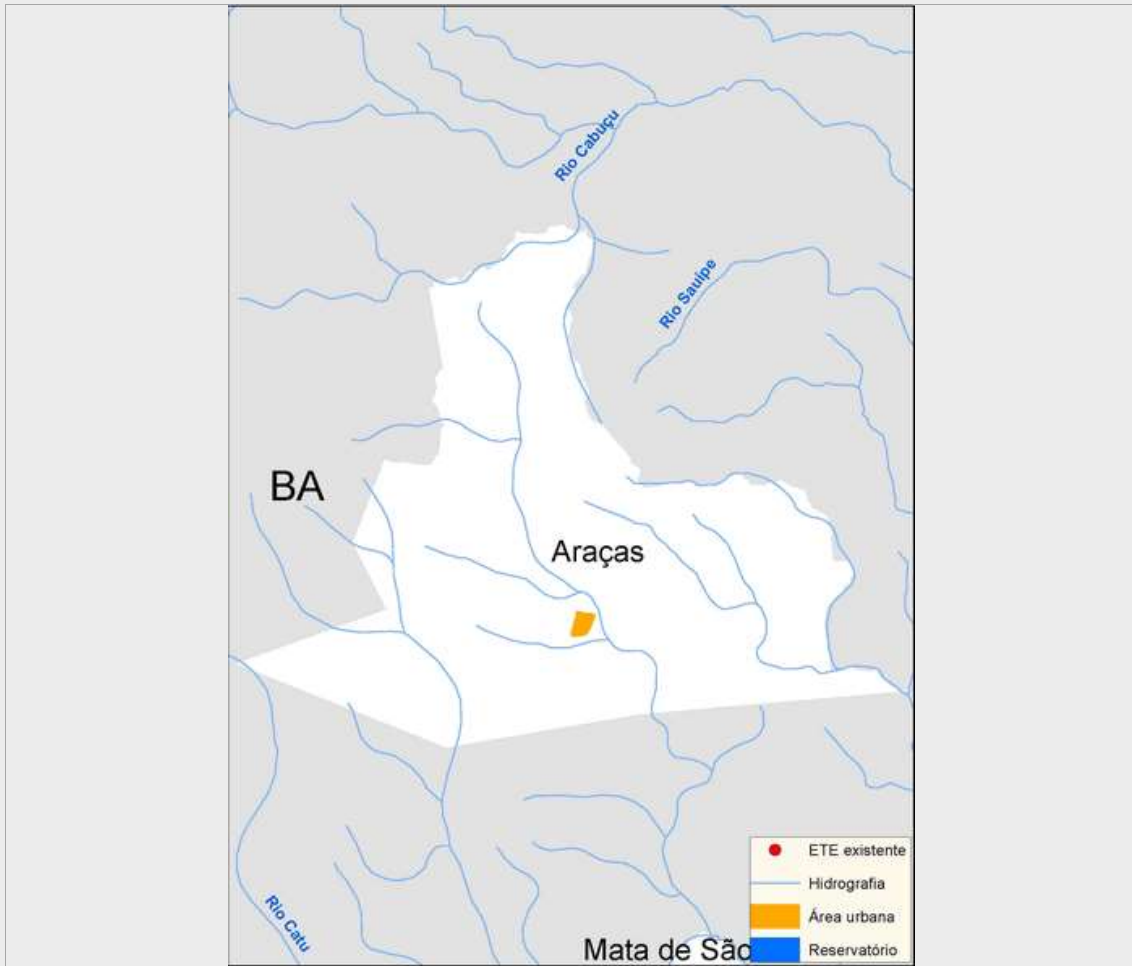 Rio Cabuçu
Rio Sauípe
BA
Araças
Rio Catu
Mata de São
ETE existente
Hidrografia
Área urbana
Reservatório